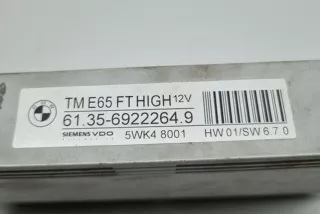 TM E65 FT HIGH 12V
61.35-6922264.9
SIEMENS VDO 5WK4 8001 HW 01/SW 6.7 0